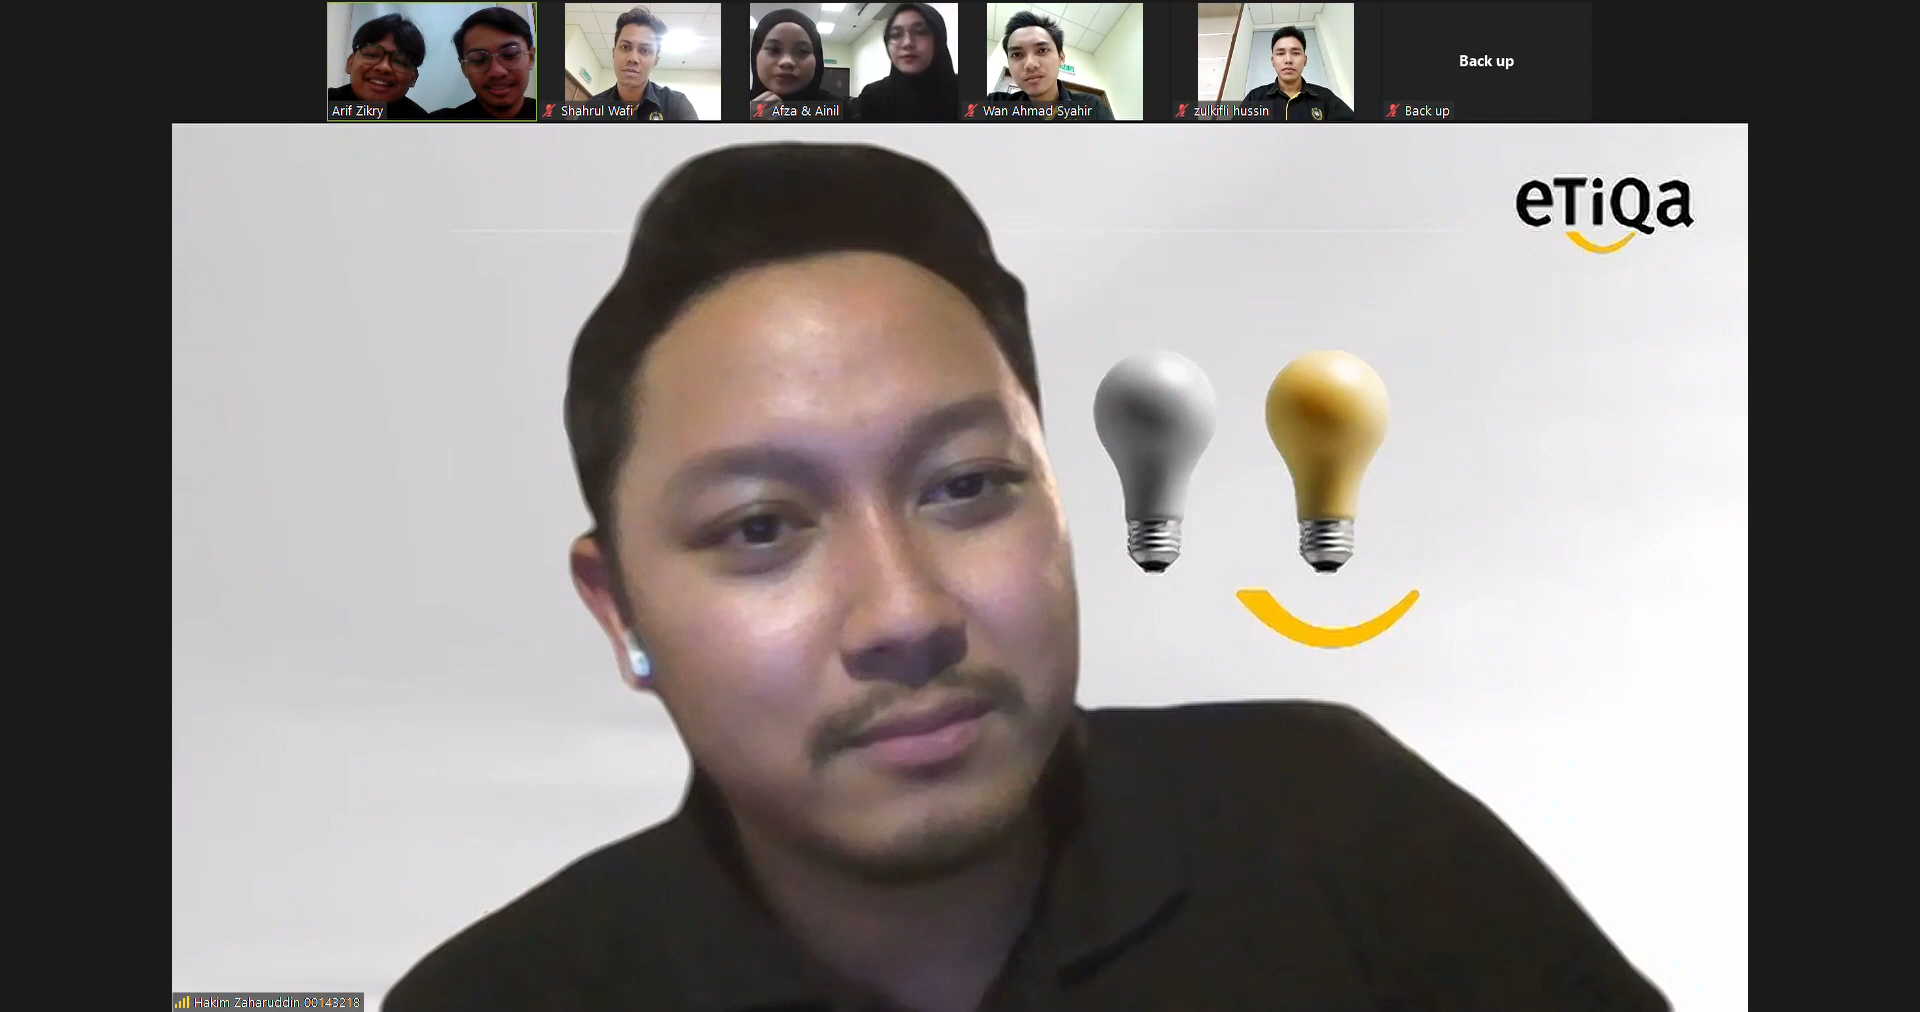 Back up
Arif Zikry
Shahrul Wafi
Afza & Ainil
Wan Ahmad Syahir
zulkifli hussin
Back up
eTiQa
Hakim Zaharuddin 00143218